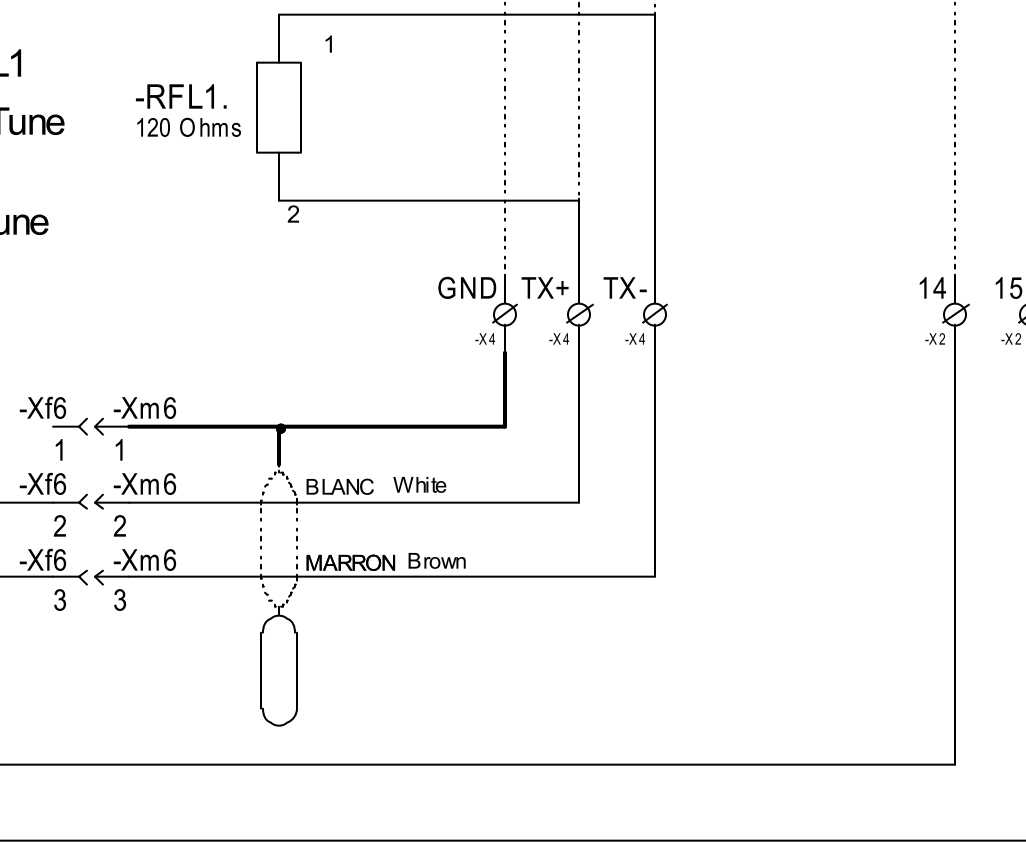 1
L1
-RFL1.
Tune
120 Ohms
une
2
GND TX+ TX- 14 15
-X4 -X4 -X4 -X2 -X2
-Xf6 -Xm6
1 1
-Xf6 -Xm6 BLANC White
2 2
-Xf6 -Xm6 MARRON Brown
3 3